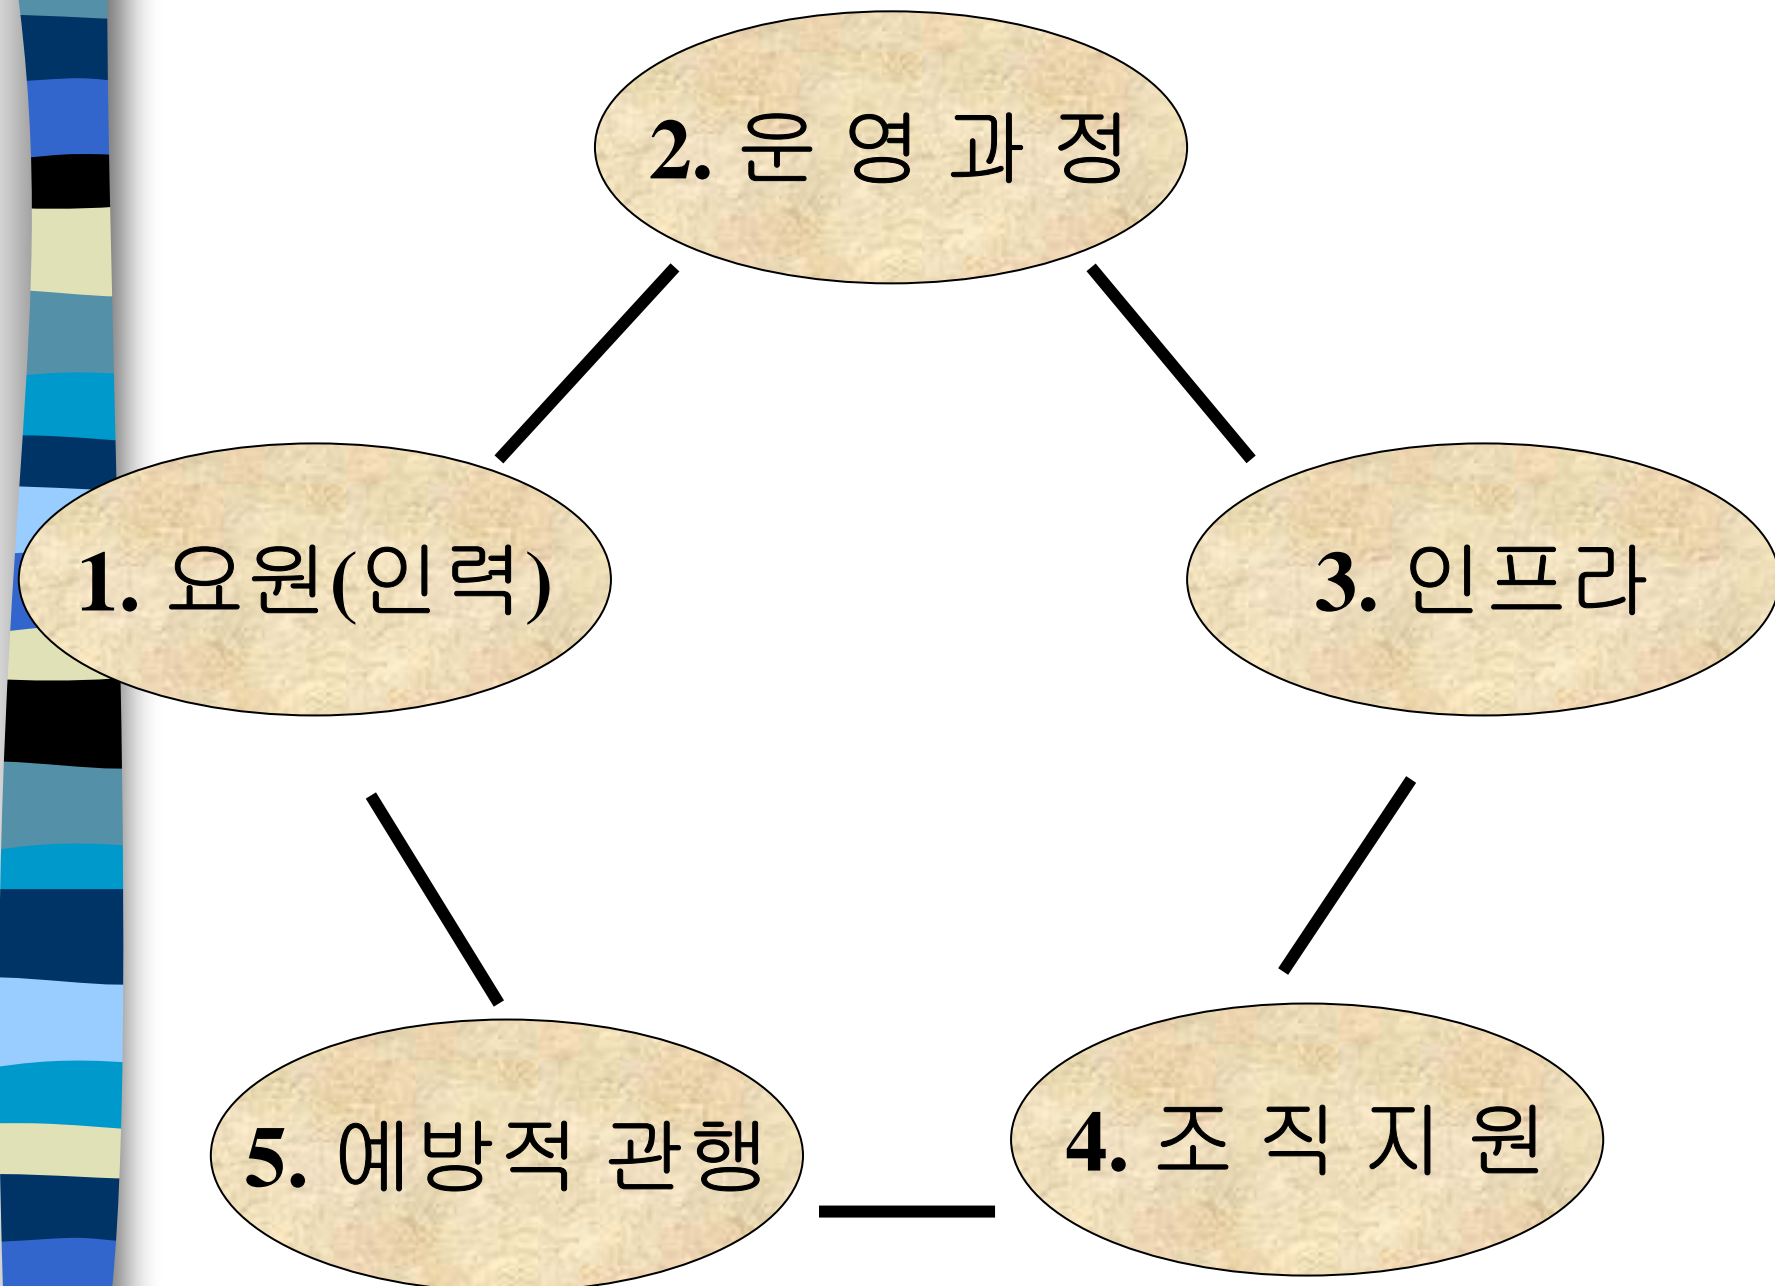 2. 운 영 과 정
1. 요원(인력)
3. 인프라
5. 예방적 관행
4. 조 직 지 원